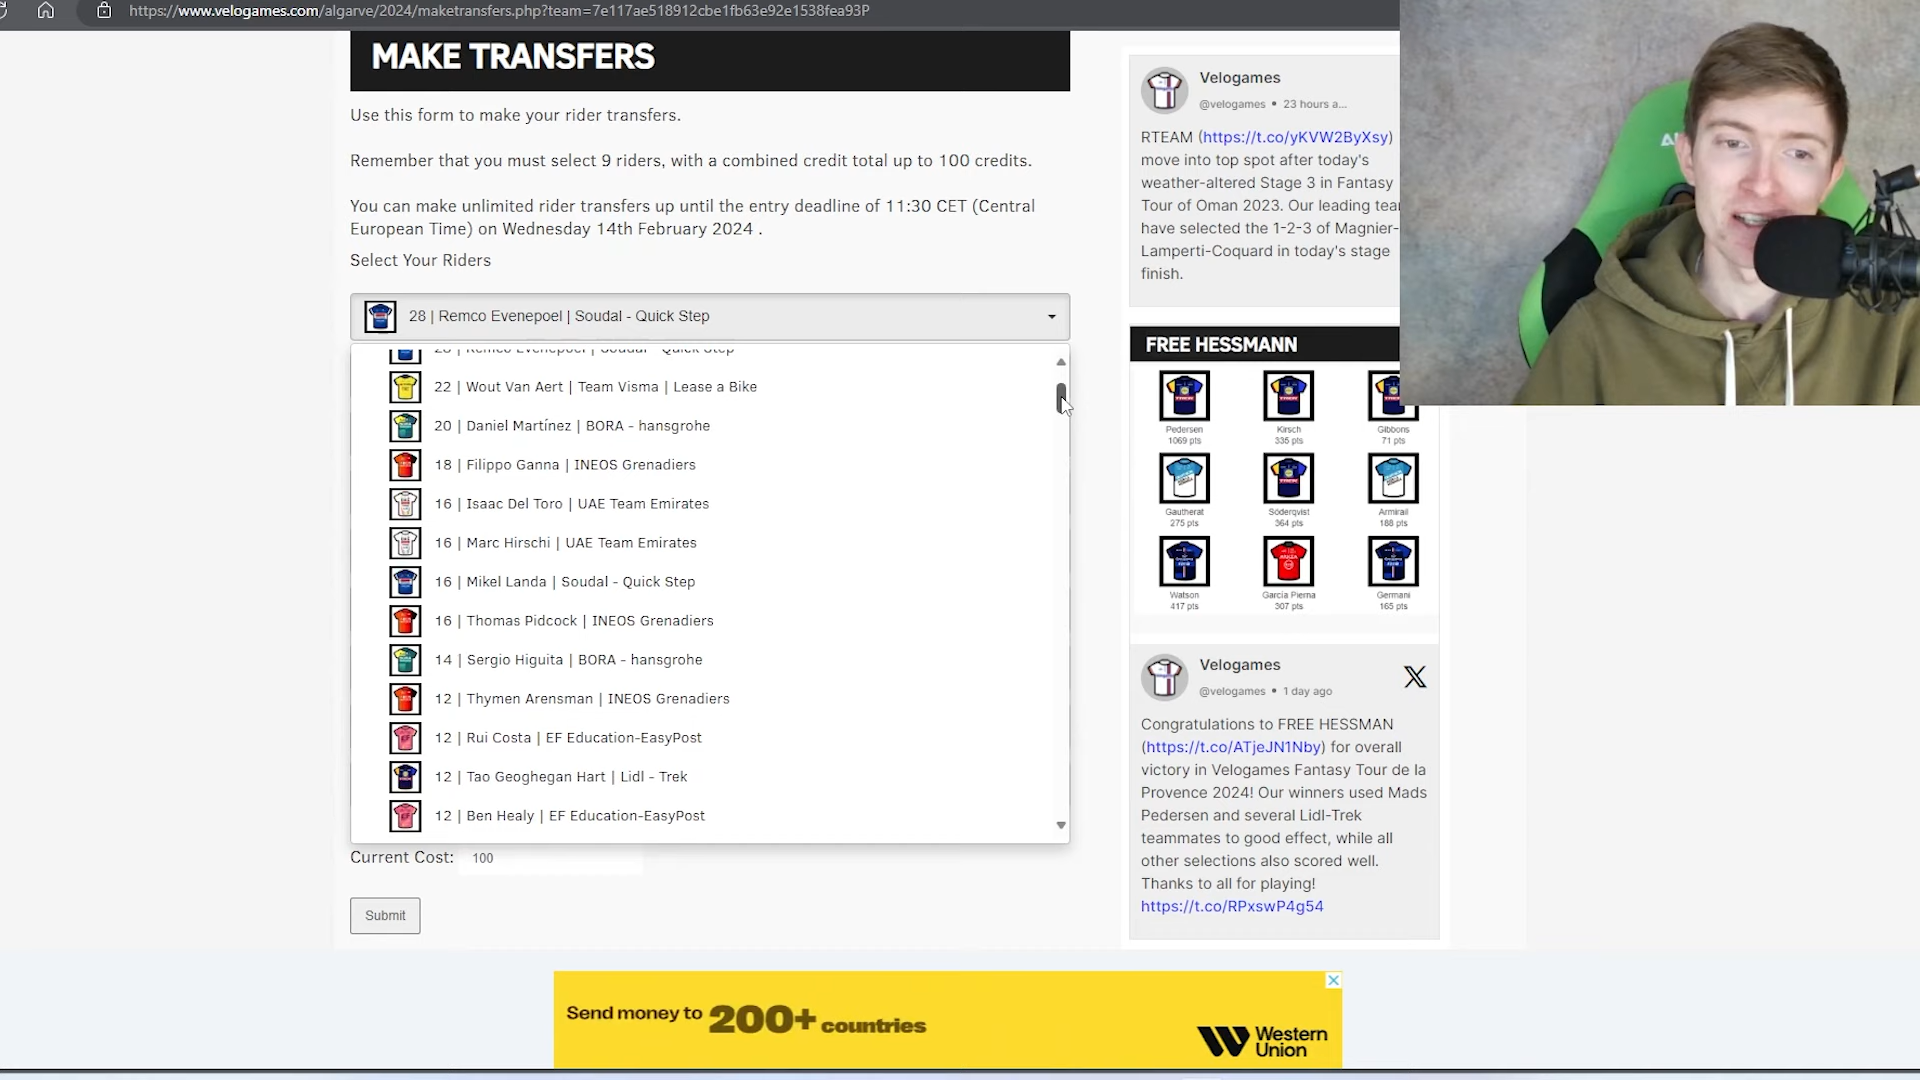 https://www.velogames.com/algarve/2024/maketransfers.php?team=7e117ae518912cbe1fb63e92e1538fea93P
MAKE TRANSFERS
Use this form to make your rider transfers.
Remember that you must select 9 riders, with a combined credit total up to 100 credits.
You can make unlimited rider transfers up until the entry deadline of 11:30 CET (Central
European Time) on Wednesday 14th February 2024 .
Select Your Riders
28 | Remco Evenepoel | Soudal - Quick Step
28 | Remco Evenepoel | Soudal - Quick Step
22 | Wout Van Aert | Team Visma | Lease a Bike
20 | Daniel Martínez | BORA - hansgrohe
18 | Filippo Ganna | INEOS Grenadiers
16 | Isaac Del Toro | UAE Team Emirates
16 | Marc Hirschi | UAE Team Emirates
16 | Mikel Landa | Soudal - Quick Step
16 | Thomas Pidcock | INEOS Grenadiers
14 | Sergio Higuita | BORA - hansgrohe
12 | Thymen Arensman | INEOS Grenadiers
12 | Rui Costa | EF Education-EasyPost
12 | Tao Geoghegan Hart | Lidl - Trek
12 | Ben Healy | EF Education-EasyPost
Current Cost: 100
Submit
Velogames
@velogames • 23 hours a...
RTEAM (https://t.co/yKVW2ByXsy)
move into top spot after today's
weather-altered Stage 3 in Fantasy
Tour of Oman 2023. Our leading tea
have selected the 1-2-3 of Magnier-
Lamperti-Coquard in today's stage
finish.
FREE HESSMANN
Pedersen Kirsch Gibbons
1069 pts 335 pts 71 pts
Gautherat Söderqvist Armirail
275 pts 364 pts 188 pts
Watson García Pierna Germani
417 pts 307 pts 165 pts
Velogames
@velogames • 1 day ago
Congratulations to FREE HESSMAN
(https://t.co/ATjeJN1Nby) for overall
victory in Velogames Fantasy Tour de la
Provence 2024! Our winners used Mads
Pedersen and several Lidl-Trek
teammates to good effect, while all
other selections also scored well.
Thanks to all for playing!
https://t.co/RPxswP4g54
Send money to 200+ countries
Western
Union